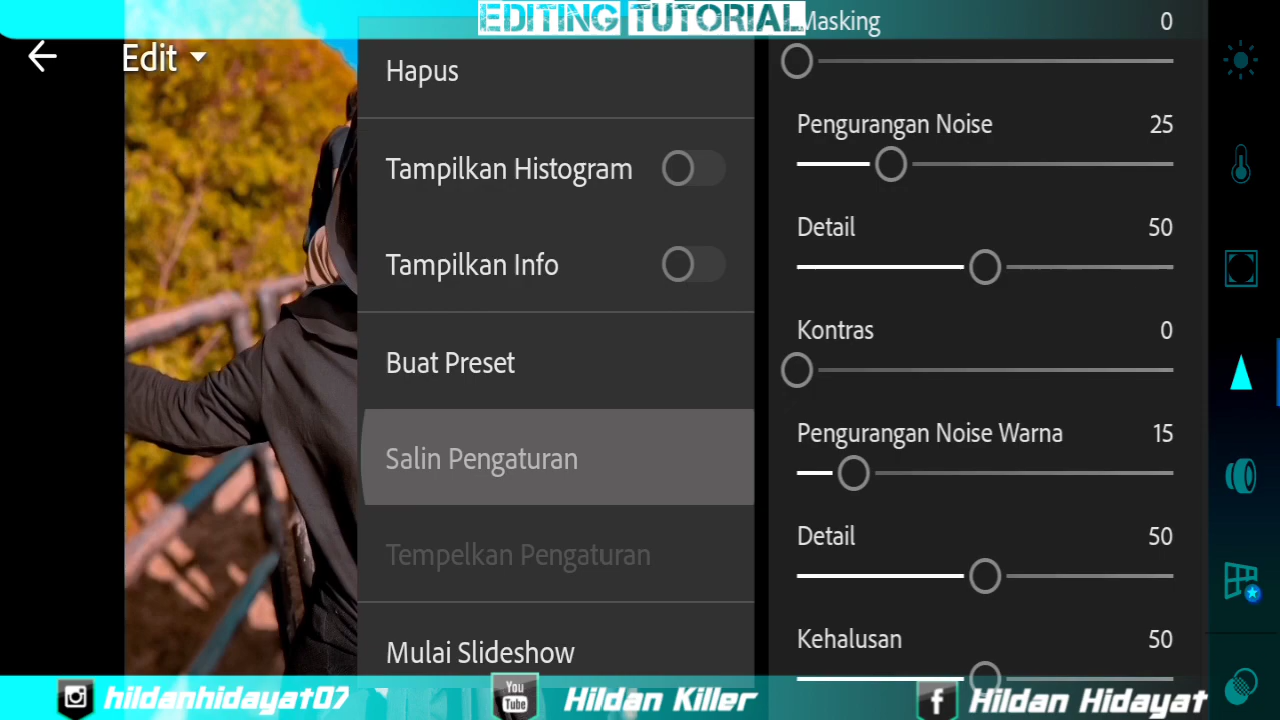 EDITING TUTORIAL
Edit
Hapus
Tampilkan Histogram
Tampilkan Info
Buat Preset
Salin Pengaturan
Tempelkan Pengaturan
Mulai Slideshow
Masking 0
Pengurangan Noise 25
Detail 50
Kontras 0
Pengurangan Noise Warna 15
Detail 50
Kehalusan 50
hildanhidayat07
You Tube
Hildan Killer
f
Hildan Hidayat